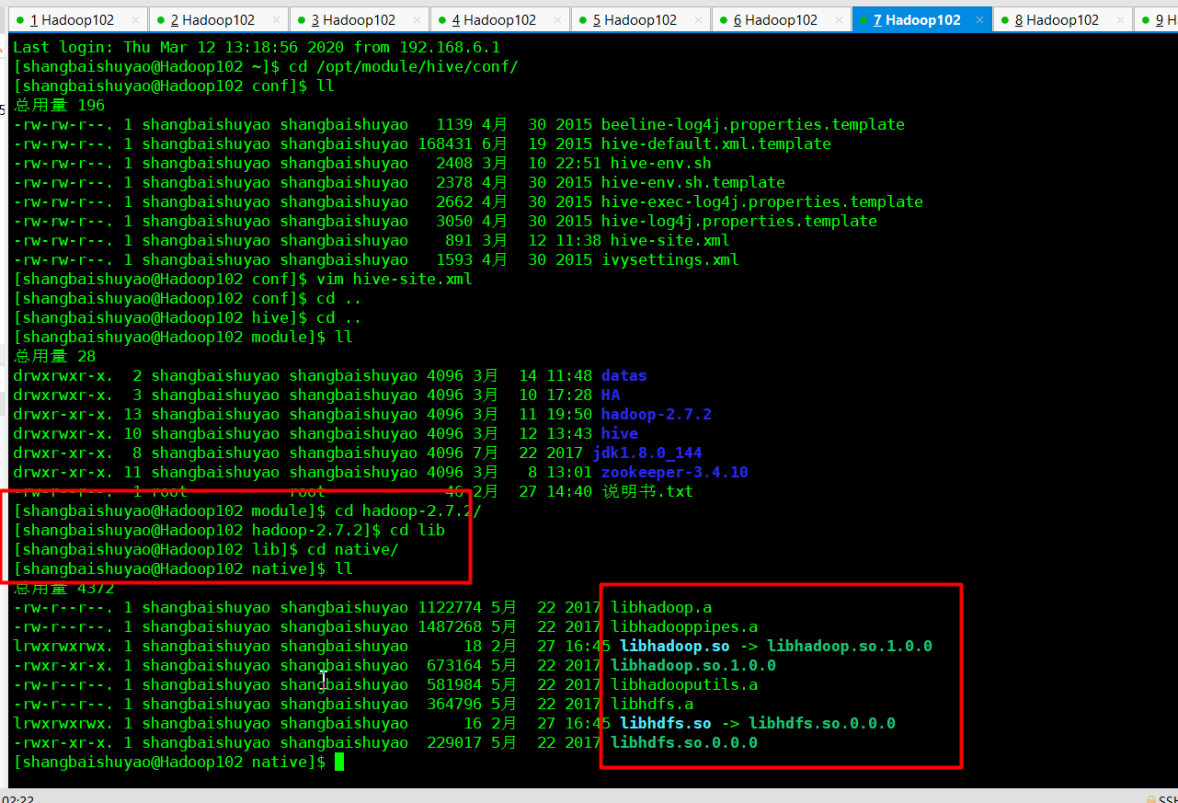 1 Hadoop102 × 2 Hadoop102 × 3 Hadoop102 × 4 Hadoop102 × 5 Hadoop102 × 6 Hadoop102 × 7 Hadoop102 × 8 Hadoop102 × 9 H
Last login: Thu Mar 12 13:18:56 2020 from 192.168.6.1
[shangbaishuyao@Hadoop102 ~]$ cd /opt/module/hive/conf/
[shangbaishuyao@Hadoop102 conf]$ ll
总用量 196
-rw-rw-r--. 1 shangbaishuyao shangbaishuyao 1139 4月 30 2015 beeline-log4j.properties.template
-rw-rw-r--. 1 shangbaishuyao shangbaishuyao 168431 6月 19 2015 hive-default.xml.template
-rw-rw-r--. 1 shangbaishuyao shangbaishuyao 2408 3月 10 22:51 hive-env.sh
-rw-rw-r--. 1 shangbaishuyao shangbaishuyao 2378 4月 30 2015 hive-env.sh.template
-rw-rw-r--. 1 shangbaishuyao shangbaishuyao 2662 4月 30 2015 hive-exec-log4j.properties.template
-rw-rw-r--. 1 shangbaishuyao shangbaishuyao 3050 4月 30 2015 hive-log4j.properties.template
-rw-rw-r--. 1 shangbaishuyao shangbaishuyao 891 3月 12 11:38 hive-site.xml
-rw-rw-r--. 1 shangbaishuyao shangbaishuyao 1593 4月 30 2015 ivysettings.xml
[shangbaishuyao@Hadoop102 conf]$ vim hive-site.xml
[shangbaishuyao@Hadoop102 conf]$ cd ..
[shangbaishuyao@Hadoop102 hive]$ cd ..
[shangbaishuyao@Hadoop102 module]$ ll
总用量 28
drwxrwxr-x. 2 shangbaishuyao shangbaishuyao 4096 3月 14 11:48 datas
drwxrwxr-x. 3 shangbaishuyao shangbaishuyao 4096 3月 10 17:28 HA
drwxr-xr-x. 13 shangbaishuyao shangbaishuyao 4096 3月 11 19:50 hadoop-2.7.2
drwxrwxr-x. 10 shangbaishuyao shangbaishuyao 4096 3月 12 13:43 hive
drwxr-xr-x. 8 shangbaishuyao shangbaishuyao 4096 7月 22 2017 jdk1.8.0_144
drwxr-xr-x. 11 shangbaishuyao shangbaishuyao 4096 3月 8 13:01 zookeeper-3.4.10
-rw-r--r--. 1 root root 46 2月 27 14:40 说明书.txt
[shangbaishuyao@Hadoop102 module]$ cd hadoop-2.7.2/
[shangbaishuyao@Hadoop102 hadoop-2.7.2]$ cd lib
[shangbaishuyao@Hadoop102 lib]$ cd native/
[shangbaishuyao@Hadoop102 native]$ ll
总用量 4372
-rw-r--r--. 1 shangbaishuyao shangbaishuyao 1122774 5月 22 2017 libhadoop.a
-rw-r--r--. 1 shangbaishuyao shangbaishuyao 1487268 5月 22 2017 libhadooppipes.a
lrwxrwxrwx. 1 shangbaishuyao shangbaishuyao 18 2月 27 16:45 libhadoop.so -> libhadoop.so.1.0.0
-rwxr-xr-x. 1 shangbaishuyao shangbaishuyao 673164 5月 22 2017 libhadoop.so.1.0.0
-rw-r--r--. 1 shangbaishuyao shangbaishuyao 581984 5月 22 2017 libhadooputils.a
-rw-r--r--. 1 shangbaishuyao shangbaishuyao 364796 5月 22 2017 libhdfs.a
lrwxrwxrwx. 1 shangbaishuyao shangbaishuyao 16 2月 27 16:45 libhdfs.so -> libhdfs.so.0.0.0
-rwxr-xr-x. 1 shangbaishuyao shangbaishuyao 229017 5月 22 2017 libhdfs.so.0.0.0
[shangbaishuyao@Hadoop102 native]$